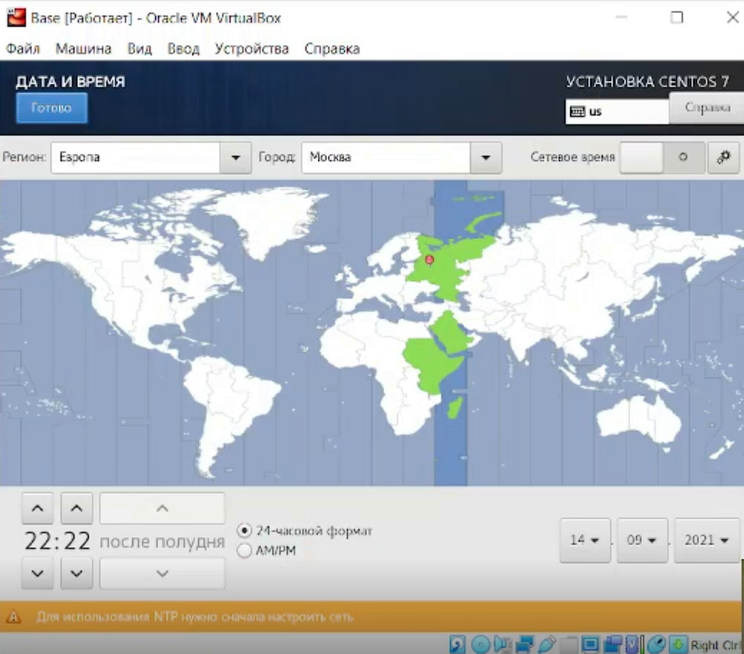 Base [Работает] - Oracle VM VirtualBox
Файл Машина Вид Ввод Устройства Справка
ДАТА И ВРЕМЯ
УСТАНОВКА CENTOS 7
Готово
us
Справка
Регион: Европа Город: Москва Сетевое время
22:22 после полудня
24-часовой формат
AM/PM
14 . 09 . 2021
Для использования NTP нужно сначала настроить сеть
Right Ctrl